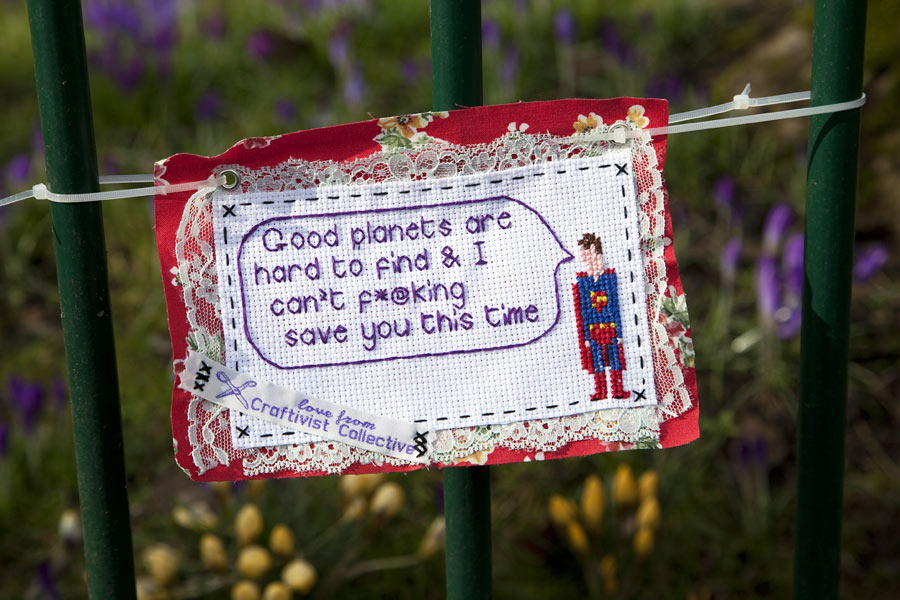 Good planets are
hard to find & I
can't f*@king
save you this time
love from
Craftivist Collective